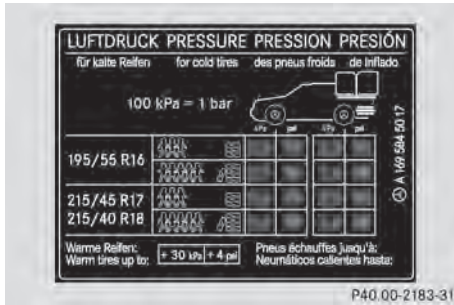 LUFTDRUCK PRESSURE PRESSION PRESIÓN
für kalte Reifen for cold tires des pneus froids de Inflado
100 kPa = 1 bar
kPa psi kPa psi
195/55 R16
215/45 R17
215/40 R18
A 169 584 50 17
Warme Reifen: Pneus échauffes jusqu'à:
Warm tires up to: + 30 kPa + 4 psi Neumáticos calientes hasta:
P40.00-2183-31